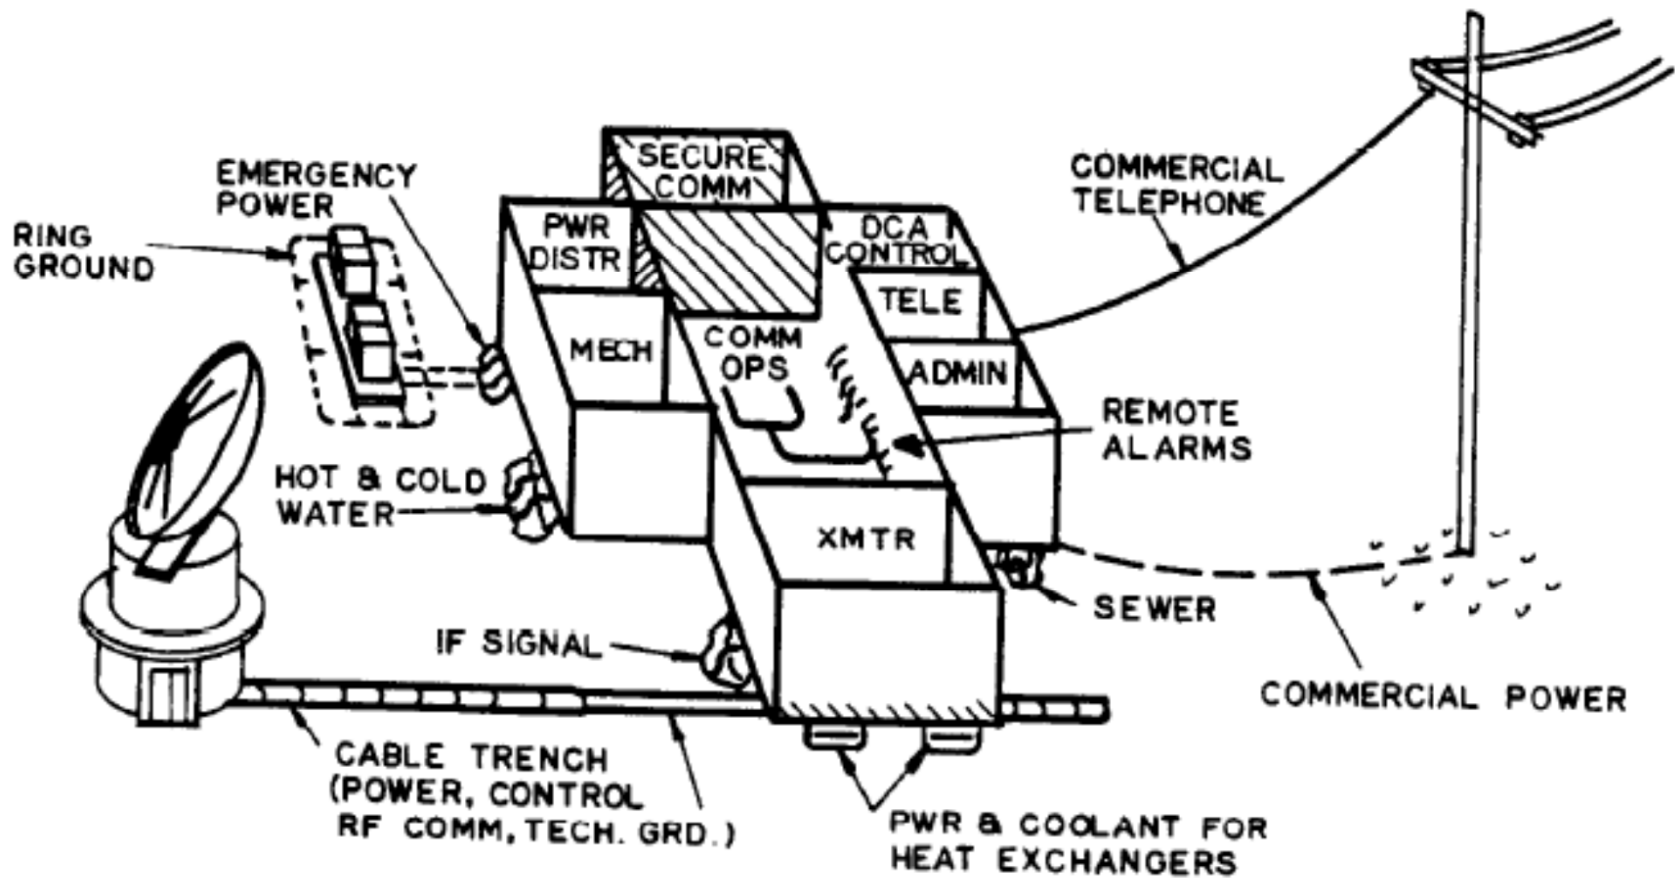 SECURE
COMM
EMERGENCY
POWER
COMMERCIAL
TELEPHONE
RING
GROUND
PWR
DISTR
DCA
CONTROL
TELE
MECH
COMM
OPS
ADMIN
REMOTE
ALARMS
HOT & COLD
WATER
XMTR
SEWER
IF SIGNAL
COMMERCIAL POWER
CABLE TRENCH
(POWER, CONTROL
RF COMM, TECH. GRD.)
PWR & COOLANT FOR
HEAT EXCHANGERS